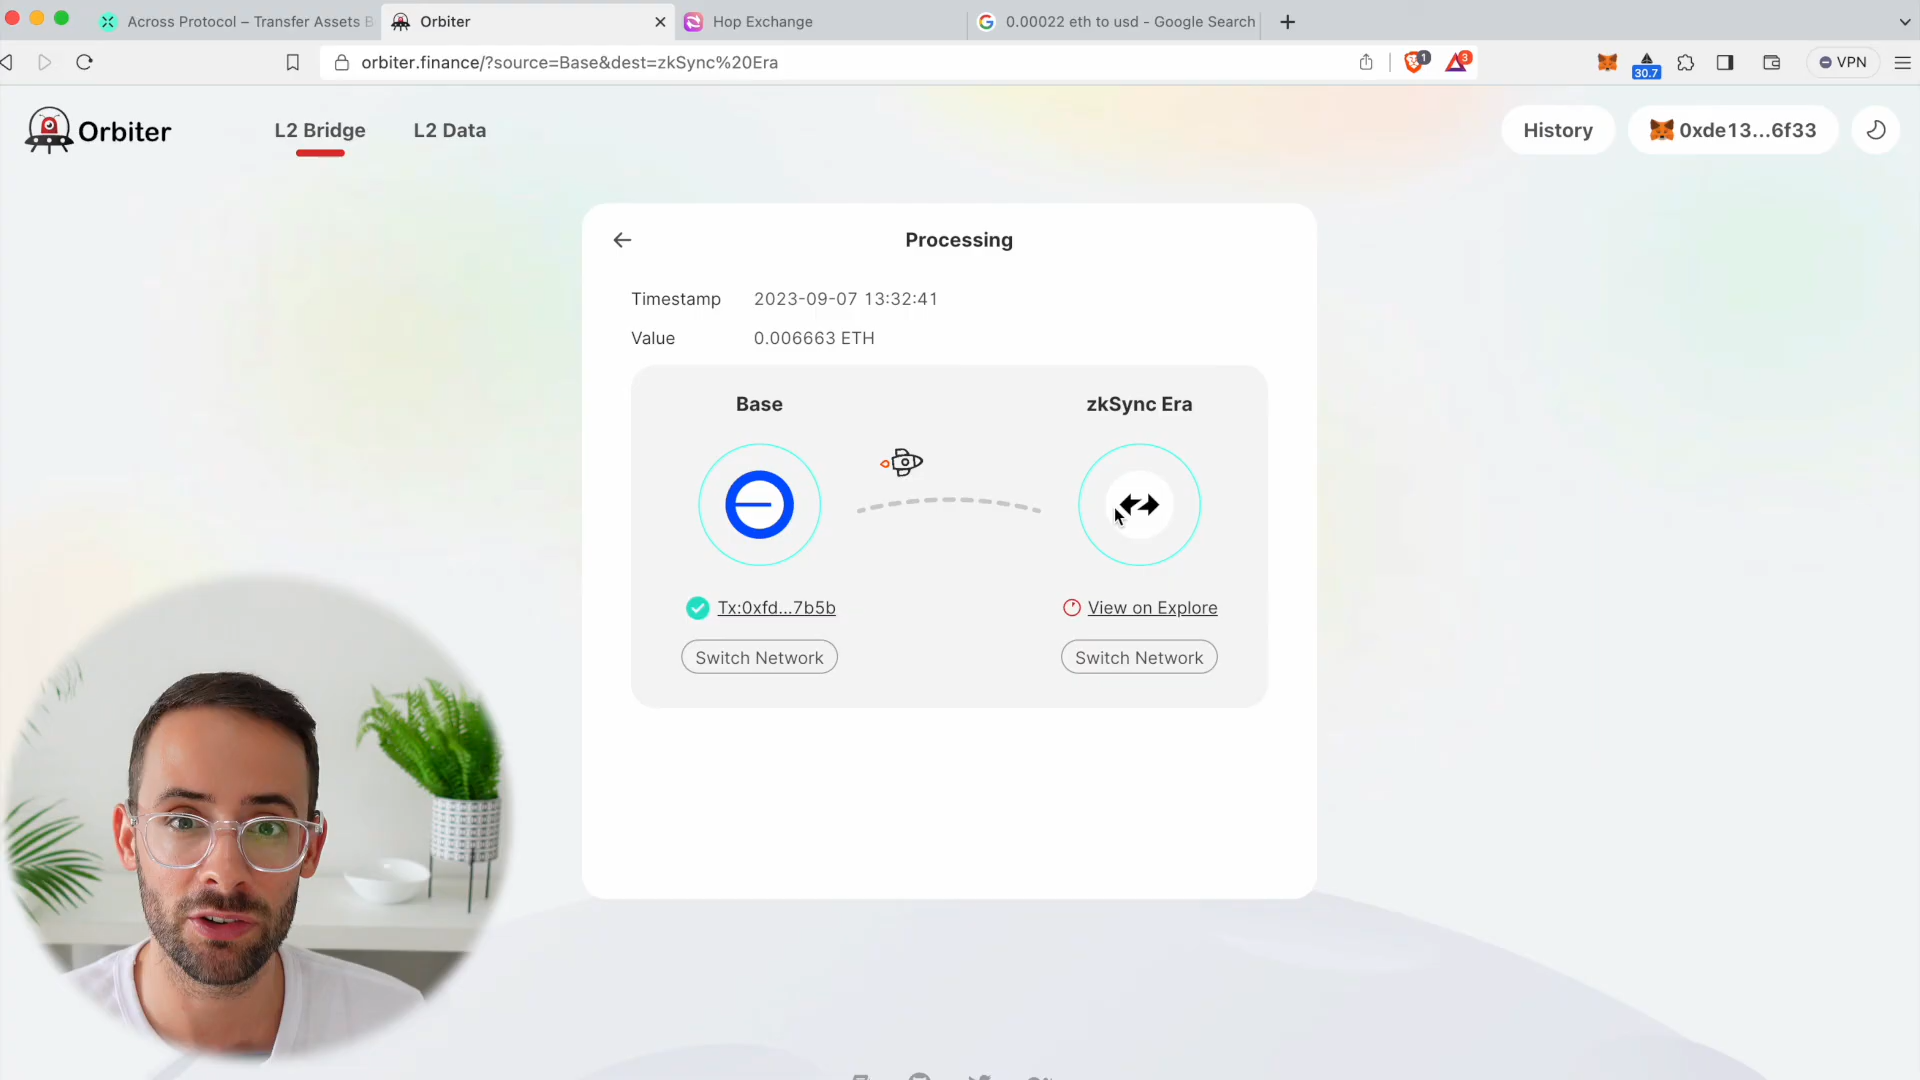 Across Protocol – Transfer Assets B
Orbiter
Hop Exchange
0.00022 eth to usd - Google Search
orbiter.finance/?source=Base&dest=zkSync%20Era
1
3
30.7
VPN
Orbiter
L2 Bridge
L2 Data
History
0xde13...6f33
Processing
Timestamp 2023-09-07 13:32:41
Value 0.006663 ETH
Base
zkSync Era
Tx:0xfd...7b5b
View on Explore
Switch Network
Switch Network